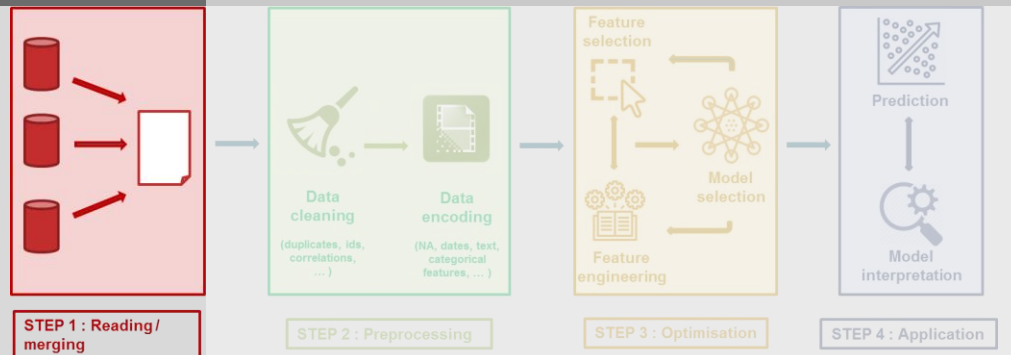 Data
cleaning
(duplicates, ids,
correlations,
... )
Data
encoding
(NA, dates, text,
categorical
features, ... )
Feature
selection
Model
selection
Feature
engineering
Prediction
Model
interpretation
STEP 1 : Reading /
merging
STEP 2 : Preprocessing
STEP 3 : Optimisation
STEP 4 : Application